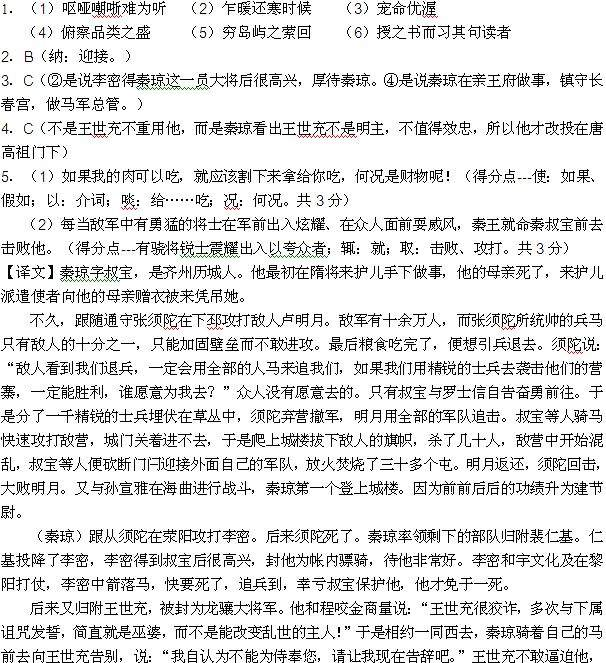 1．（1）呕哑嘲哳难为听 （2）乍暖还寒时候 （3）宠命优渥
（4）俯察品类之盛 （5）穷岛屿之萦回 （6）授之书而习其句读者
2．B（纳：迎接。）
3．C（②是说李密得秦琼这一员大将后很高兴，厚待秦琼。④是说秦琼在亲王府做事，镇守长
春宫，做马军总管。）
4．C（不是王世充不重用他，而是秦琼看出王世充不是明主，不值得效忠，所以他才改投在唐
高祖门下）
5．（1）如果我的肉可以吃，就应该割下来拿给你吃，何况是财物呢！（得分点---使：如果、
假如；以：介词；啖：给……吃；况：何况。共3分）
（2）每当敌军中有勇猛的将士在军前出入炫耀、在众人面前耍威风，秦王就命秦叔宝前去
击败他。（得分点---有骁将锐士震耀出入以夸众者；辄：就；取：击败、攻打。共3分）
【译文】秦琼字叔宝，是齐州历城人。他最初在隋将来护儿手下做事，他的母亲死了，来护儿
派遣使者向他的母亲赠衣被来凭吊她。
不久，跟随通守张须陀在下邳攻打敌人卢明月。敌军有十余万人，而张须陀所统帅的兵马
只有敌人的十分之一，只能加固壁垒而不敢进攻。最后粮食吃完了，便想引兵退去。须陀说：
“敌人看到我们退兵，一定会用全部的人马来追我们，如果我们用精锐的士兵去袭击他们的营
寨，一定能胜利，谁愿意为我去？”众人没有愿意去的。只有叔宝与罗士信自告奋勇前往。于
是分了一千精锐的士兵埋伏在草丛中，须陀弃营撤军，明月用全部的军队追击。叔宝等人骑马
快速攻打敌营，城门关着进不去，于是爬上城楼拔下敌人的旗帜，杀了几十人，敌营中开始混
乱，叔宝等人便砍断门闩迎接外面自己的军队，放火焚烧了三十多个屯。明月返还，须陀回击，
大败明月。又与孙宣雅在海曲进行战斗，秦琼第一个登上城楼。因为前前后后的功绩升为建节
尉。
（秦琼）跟从须陀在荥阳攻打李密。后来须陀死了。秦琼率领剩下的部队归附裴仁基。仁
基投降了李密，李密得到叔宝后很高兴，封他为帐内骠骑，待他非常好。李密和宇文化及在黎
阳打仗，李密中箭落马，快要死了，追兵到，幸亏叔宝保护他，他才免于一死。
后来又归附王世充，被封为龙骧大将军。他和程咬金商量说：“王世充很狡诈，多次与下属
诅咒发誓，简直就是巫婆，而不是能改变乱世的主人！”于是相约一同西去，秦琼骑着自己的马
前去向王世充告别，说：“我自认为不能为侍奉您，请让我现在告辞吧。”王世充不敢逼迫他，